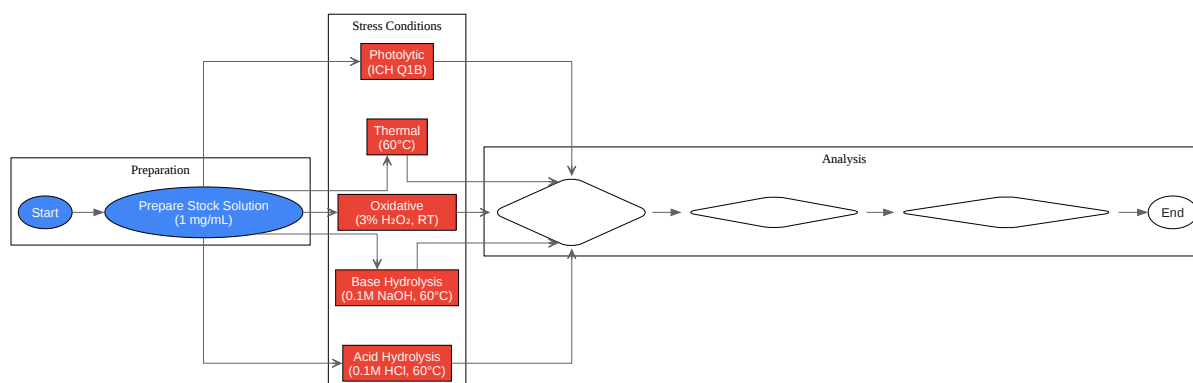 Stress Conditions
Photolytic
(ICH Q1B)
Thermal
(60°C)
Preparation
Analysis
Start
Prepare Stock Solution
(1 mg/mL)
Oxidative
(3% H₂O₂, RT)
End
Base Hydrolysis
(0.1M NaOH, 60°C)
Acid Hydrolysis
(0.1M HCl, 60°C)